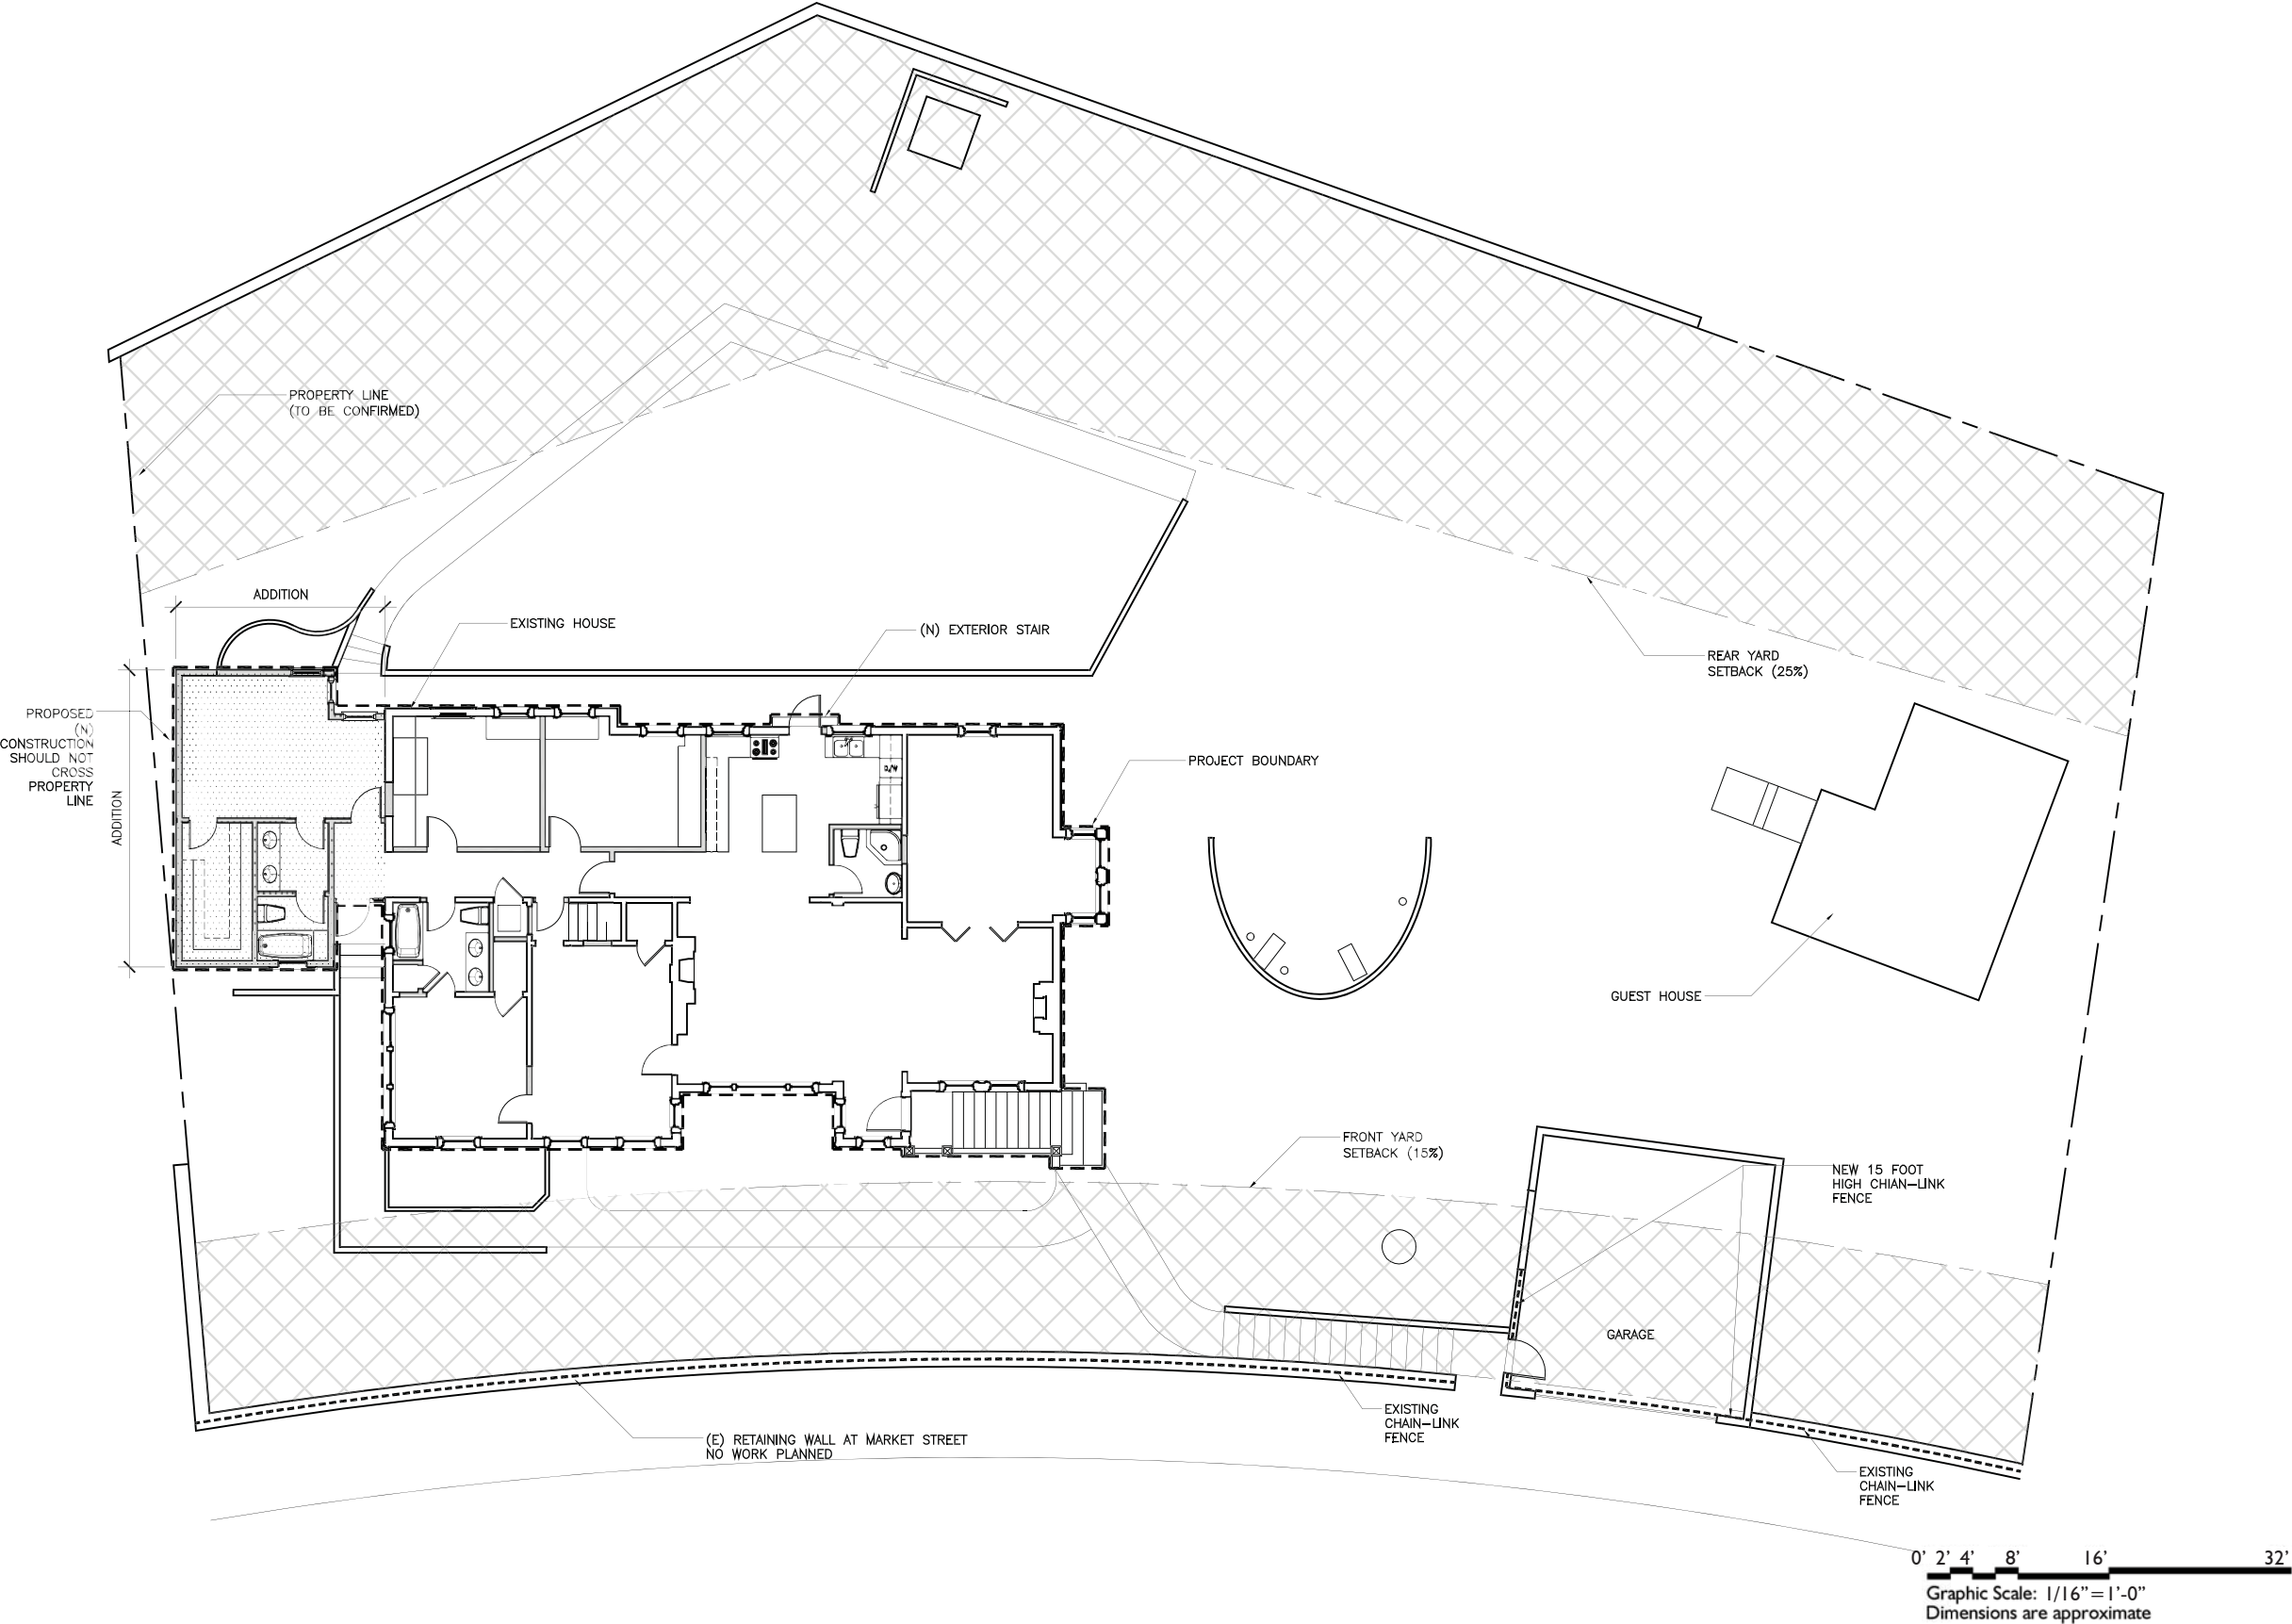 PROPERTY LINE
(TO BE CONFIRMED)
ADDITION
EXISTING HOUSE
(N) EXTERIOR STAIR
REAR YARD
SETBACK (25%)
PROPOSED
(N)
CONSTRUCTION
SHOULD NOT
CROSS
PROPERTY
LINE
ADDITION
D/W
PROJECT BOUNDARY
GUEST HOUSE
FRONT YARD
SETBACK (15%)
NEW 15 FOOT
HIGH CHIAN-LINK
FENCE
GARAGE
EXISTING
CHAIN-LINK
FENCE
(E) RETAINING WALL AT MARKET STREET
NO WORK PLANNED
EXISTING
CHAIN-LINK
FENCE
0' 2' 4' 8' 16' 32'
Graphic Scale: 1/16"=1'-0"
Dimensions are approximate